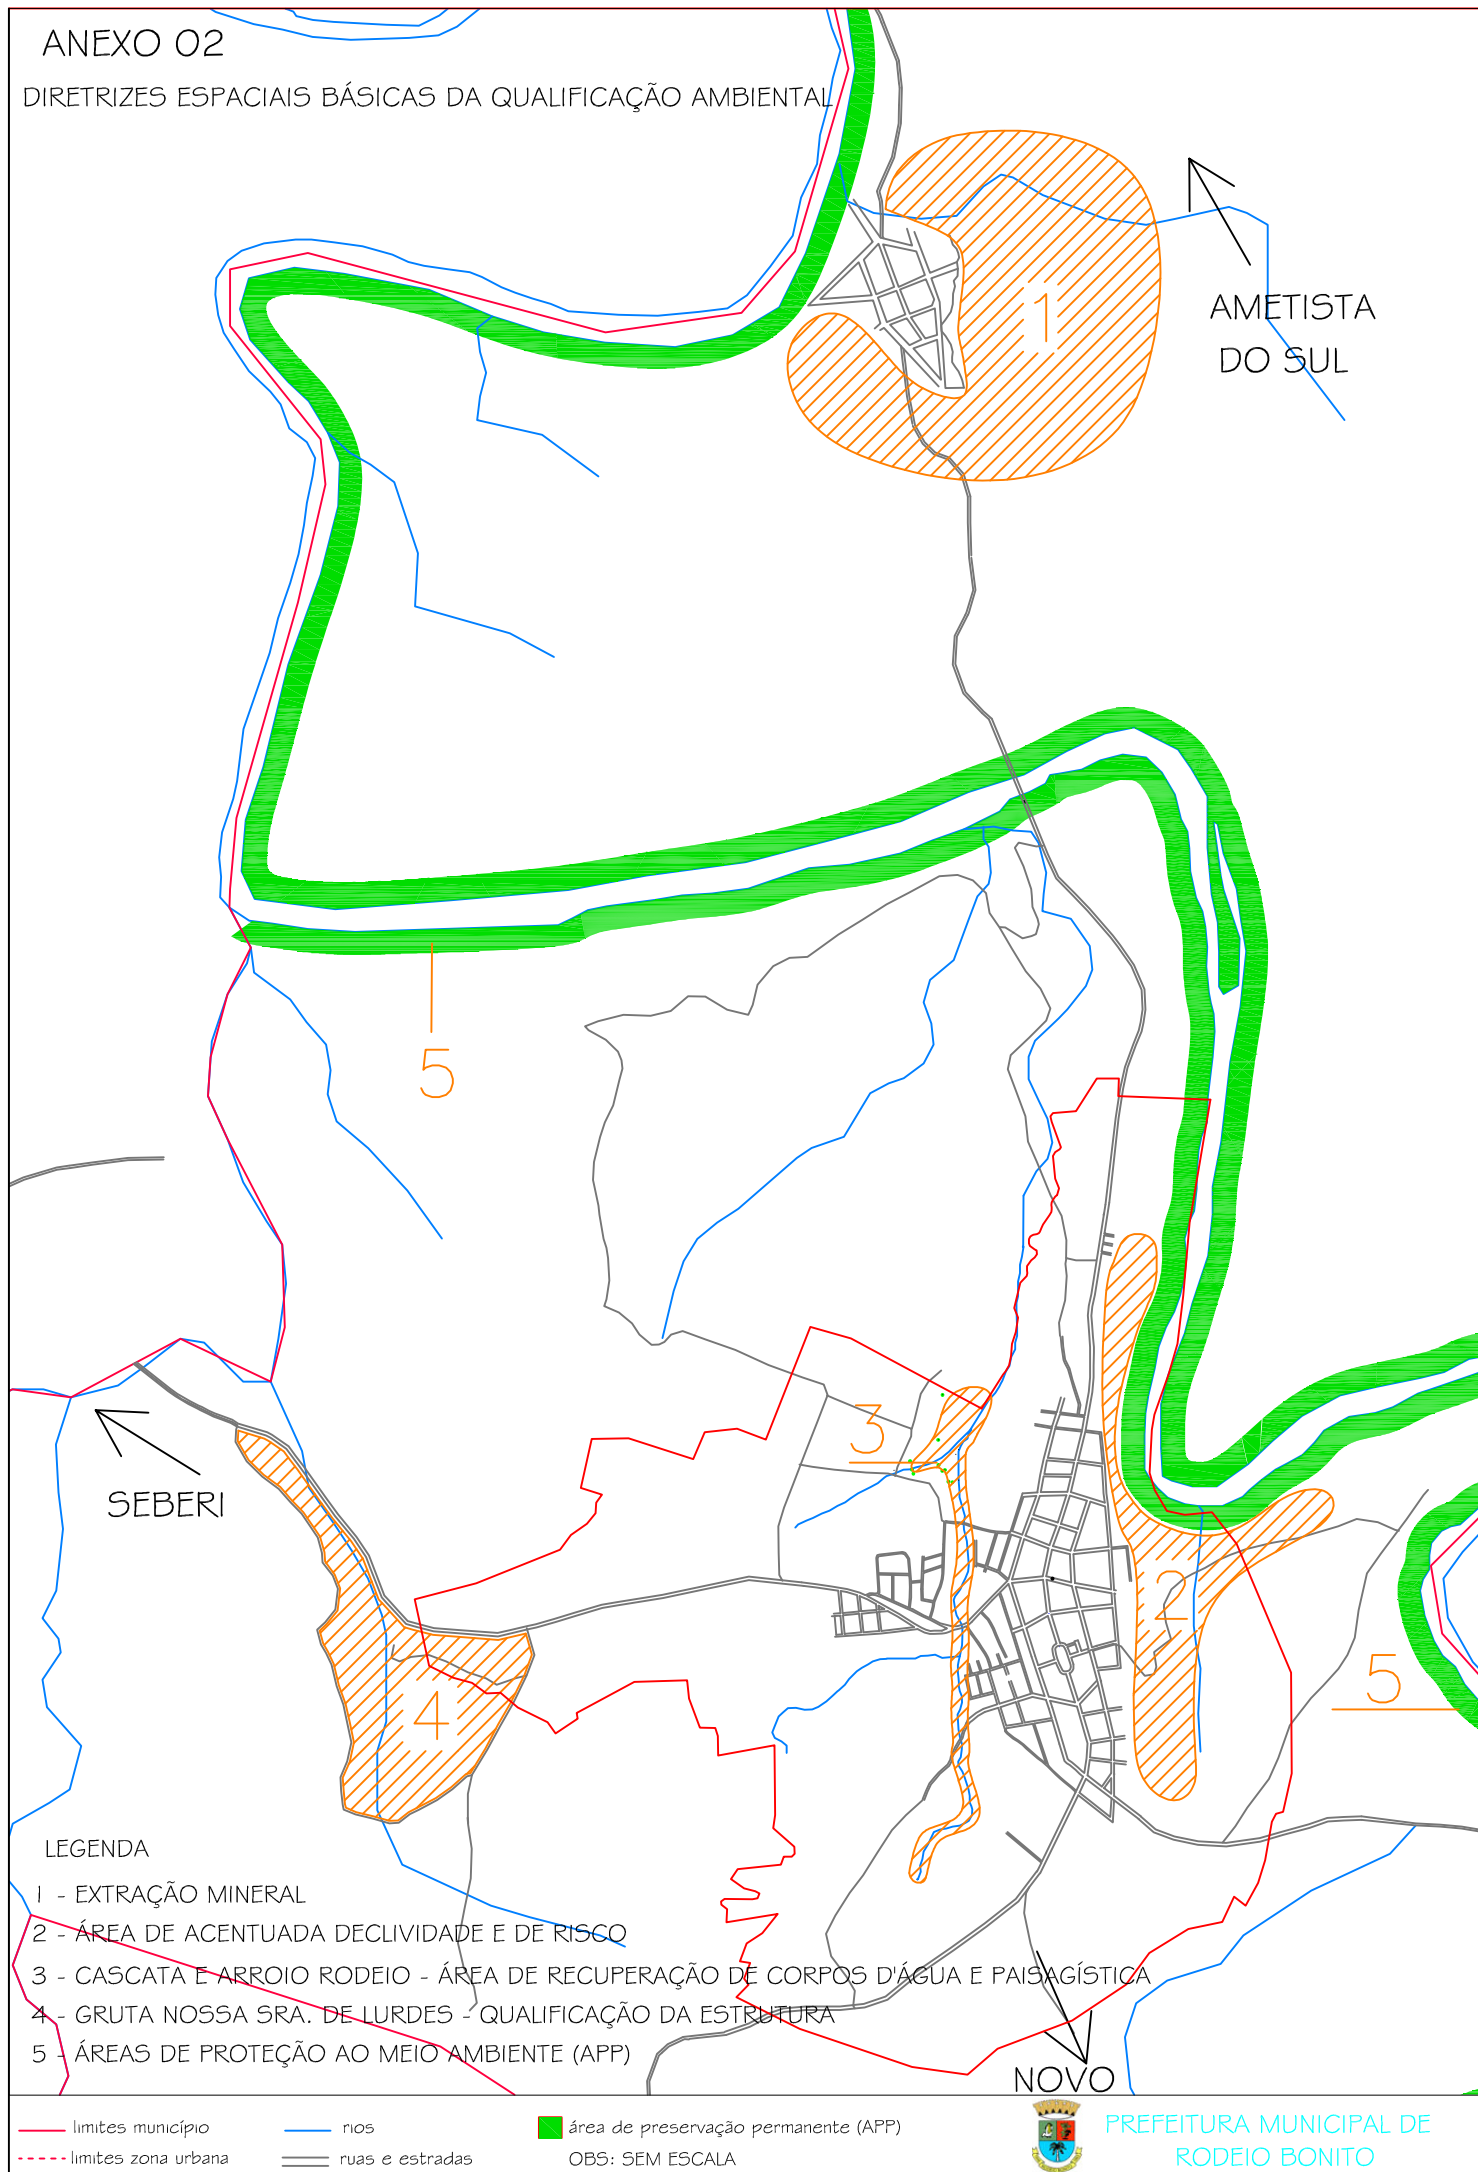 ANEXO 02
DIRETRIZES ESPACIAIS BÁSICAS DA QUALIFICAÇÃO AMBIENTAL
1
AMETISTA
DO SUL
5
3
SEBERI
2
5
4
LEGENDA
1 - EXTRAÇÃO MINERAL
2 - ÁREA DE ACENTUADA DECLIVIDADE E DE RISCO
3 - CASCATA E ARROIO RODEIO - ÁREA DE RECUPERAÇÃO DE CORPOS D'ÁGUA E PAISAGÍSTICA
4 - GRUTA NOSSA SRA. DE LURDES - QUALIFICAÇÃO DA ESTRUTURA
5 - ÁREAS DE PROTEÇÃO AO MEIO AMBIENTE (APP)
NOVO
limites município
rios
área de preservação permanente (APP)
limites zona urbana
ruas e estradas
OBS: SEM ESCALA
PREFEITURA MUNICIPAL DE
RODEIO BONITO